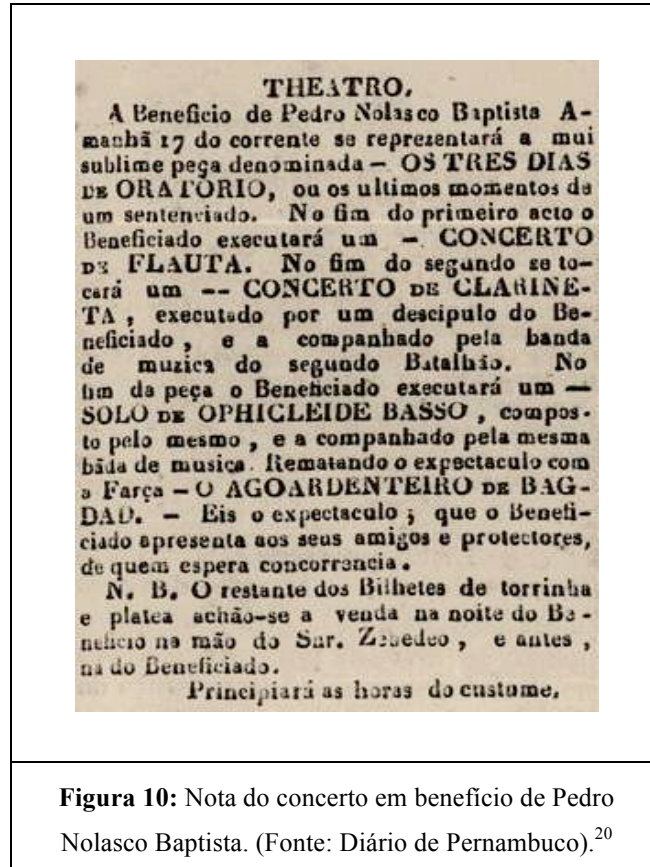 THEATRO.
A Beneficio de Pedro Nolasco Baptista A-
manhã 17 do corrente se representará a mui
sublime peça denominada — OS TRES DIAS
DE ORATORIO, ou os ultimos momentos de
um sentenciado. No fim do primeiro acto o
Beneficiado executará um — CONCERTO
DE FLAUTA. No fim do segundo se to-
cará um -- CONCERTO DE CLARINE-
TA, executado por um descipulo do Be-
neficiado, e a companhado pela banda
de muzica do segundo Batalhão. No
fim da peça o Beneficiado executará um —
SOLO DE OPHICLEIDE BASSO, compos-
to pelo mesmo, e a companhado pela mesma
bãda de musica. Rematando o expectaculo com
a Farça — O AGOARDENTEIRO DE BAG-
DAD. — Eis o expectaculo; que o Benefi-
ciado apresenta aos seus amigos e protectores,
de quem espera concorrencia.
N. B. O restante dos Bilhetes de torrinha
e platea achão-se a venda na noite do Be-
neficio na mão do Snr. Zebedeo, e antes,
na do Beneficiado.
Principiará as horas do custume.
Figura 10: Nota do concerto em benefício de Pedro
Nolasco Baptista. (Fonte: Diário de Pernambuco).20